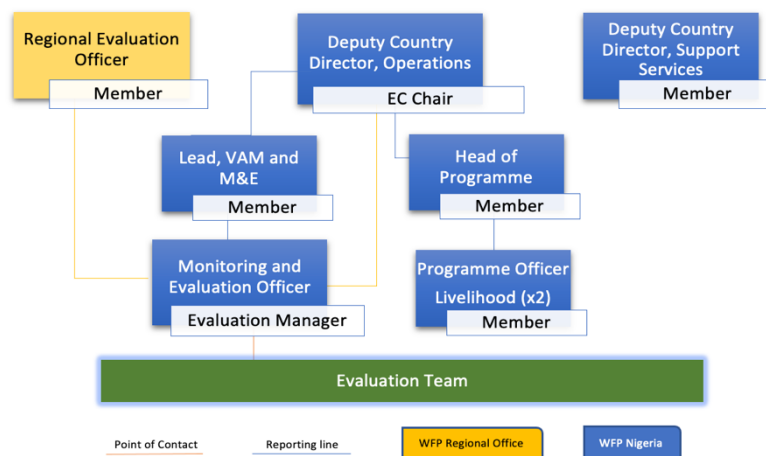 Regional Evaluation
Officer
Member
Deputy Country
Director, Operations
EC Chair
Deputy Country
Director, Support
Services
Member
Lead, VAM and
M&E
Member
Head of
Programme
Member
Monitoring and
Evaluation Officer
Evaluation Manager
Programme Officer
Livelihood (x2)
Member
Evaluation Team
Point of Contact
Reporting line
WFP Regional Office
WFP Nigeria